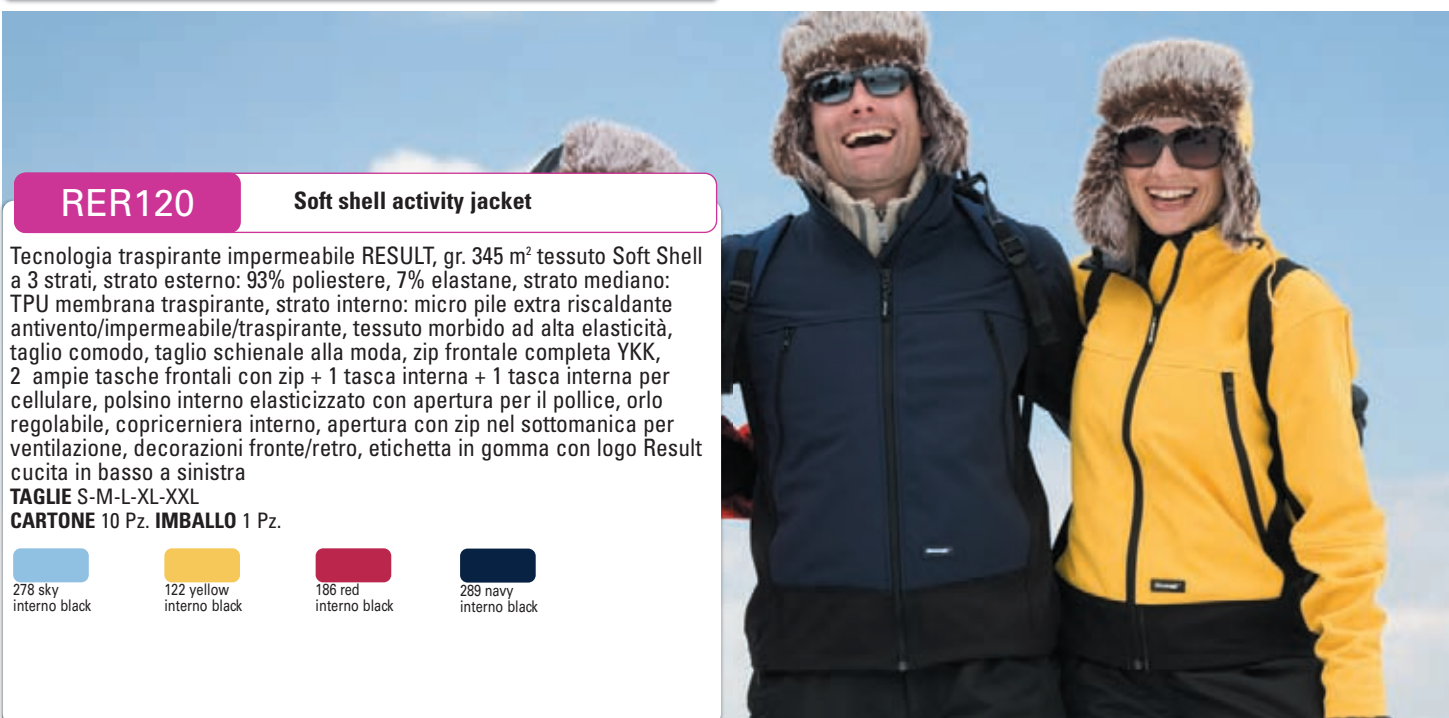 RER120
Soft shell activity jacket
Tecnologia traspirante impermeabile RESULT, gr. 345 m² tessuto Soft Shell
a 3 strati, strato esterno: 93% poliestere, 7% elastane, strato mediano:
TPU membrana traspirante, strato interno: micro pile extra riscaldante
antivento/impermeabile/traspirante, tessuto morbido ad alta elasticità,
taglio comodo, taglio schienale alla moda, zip frontale completa YKK,
2 ampie tasche frontali con zip + 1 tasca interna + 1 tasca interna per
cellulare, polsino interno elasticizzato con apertura per il pollice, orlo
regolabile, copricerniera interno, apertura con zip nel sottomanica per
ventilazione, decorazioni fronte/retro, etichetta in gomma con logo Result
cucita in basso a sinistra
TAGLIE S-M-L-XL-XXL
CARTONE 10 Pz. IMBALLO 1 Pz.
278 sky
interno black
122 yellow
interno black
186 red
interno black
289 navy
interno black